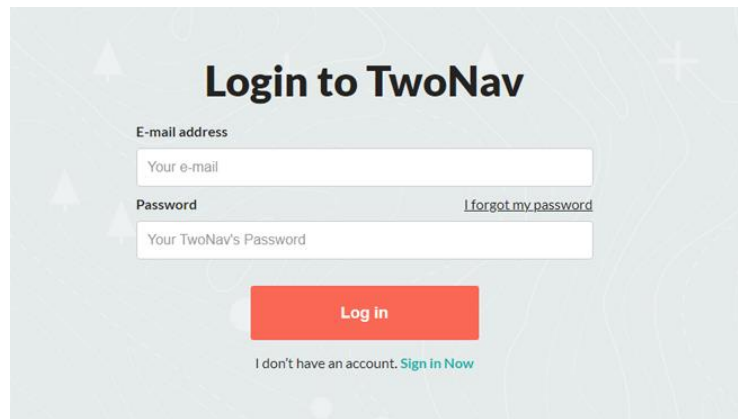 Login to TwoNav
E-mail address
Your e-mail
Password I forgot my password
Your TwoNav's Password
Log in
I don't have an account. Sign in Now